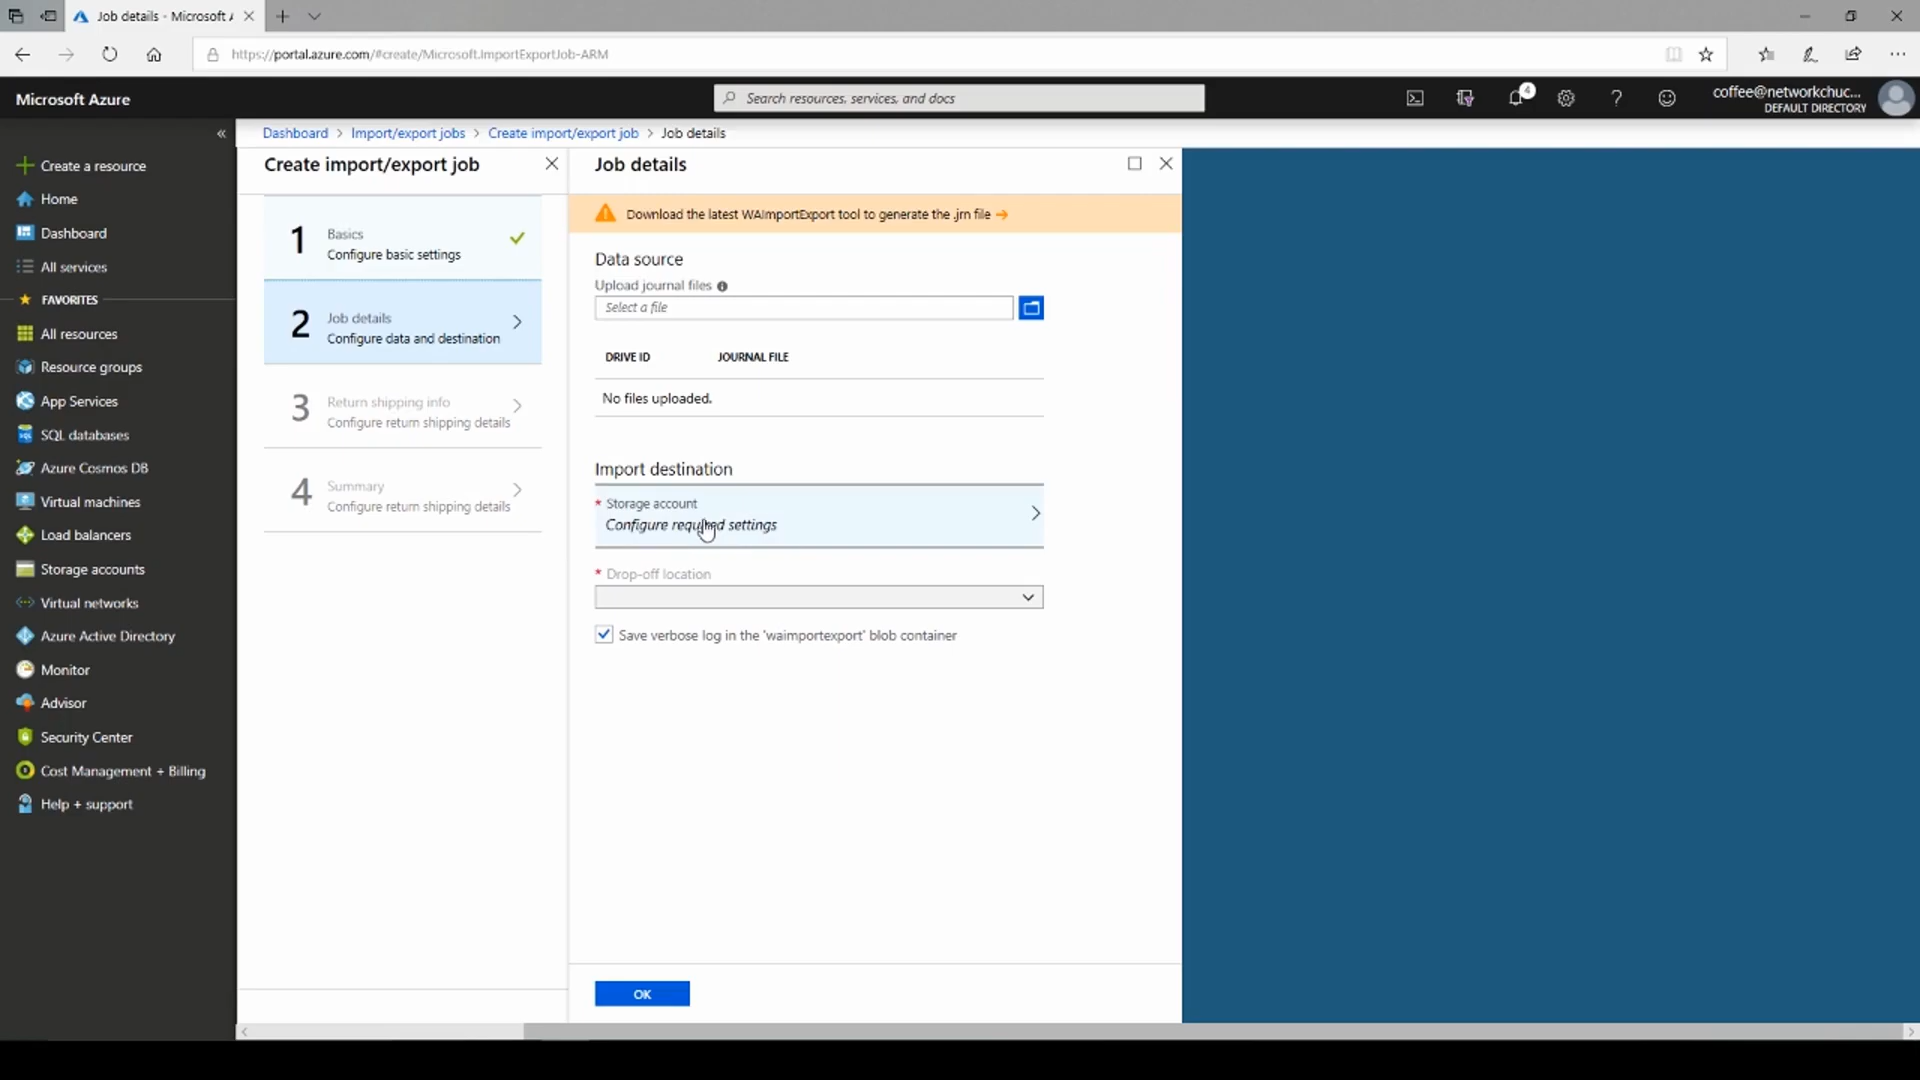 Job details - Microsoft A
https://portal.azure.com/#create/Microsoft.ImportExportJob-ARM
Microsoft Azure
Search resources, services, and docs
4
coffee@networkchuc...
DEFAULT DIRECTORY
Dashboard > Import/export jobs > Create import/export job > Job details
Create a resource
Home
Dashboard
All services
FAVORITES
All resources
Resource groups
App Services
SQL databases
Azure Cosmos DB
Virtual machines
Load balancers
Storage accounts
Virtual networks
Azure Active Directory
Monitor
Advisor
Security Center
Cost Management + Billing
Help + support
Create import/export job
1
Basics
Configure basic settings
2
Job details
Configure data and destination
3
Return shipping info
Configure return shipping details
4
Summary
Configure return shipping details
Job details
Download the latest WAImportExport tool to generate the .jrn file
Data source
Upload journal files
Select a file
DRIVE ID JOURNAL FILE
No files uploaded.
Import destination
* Storage account
Configure required settings
* Drop-off location
Save verbose log in the 'waimportexport' blob container
OK